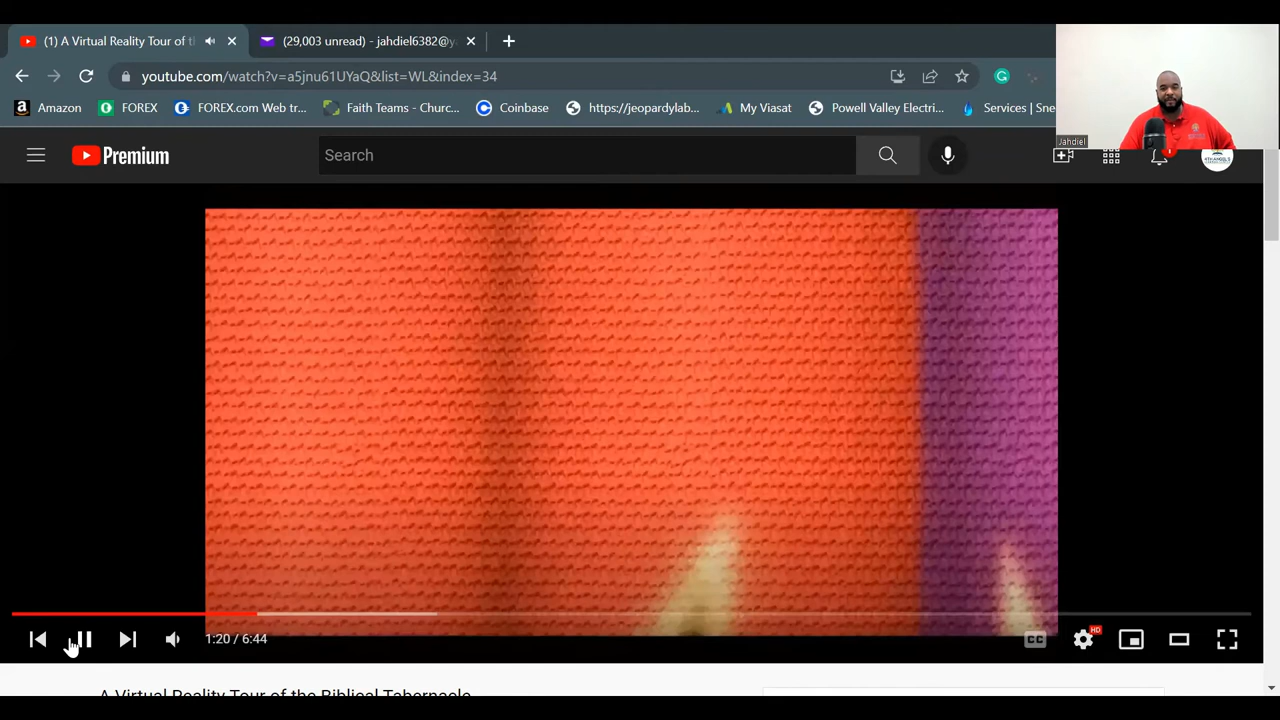 (1) A Virtual Reality Tour of t
(29,003 unread) - jahdiel6382@y
youtube.com/watch?v=a5jnu61UYaQ&list=WL&index=34
Amazon FOREX FOREX.com Web tr... Faith Teams - Churc... Coinbase https://jeopardylab... My Viasat Powell Valley Electri... Services | Sne
Jahdiel
Premium
Search
1
1:20 / 6:44
CC
HD
A Virtual Reality Tour of the Biblical Tabernacle